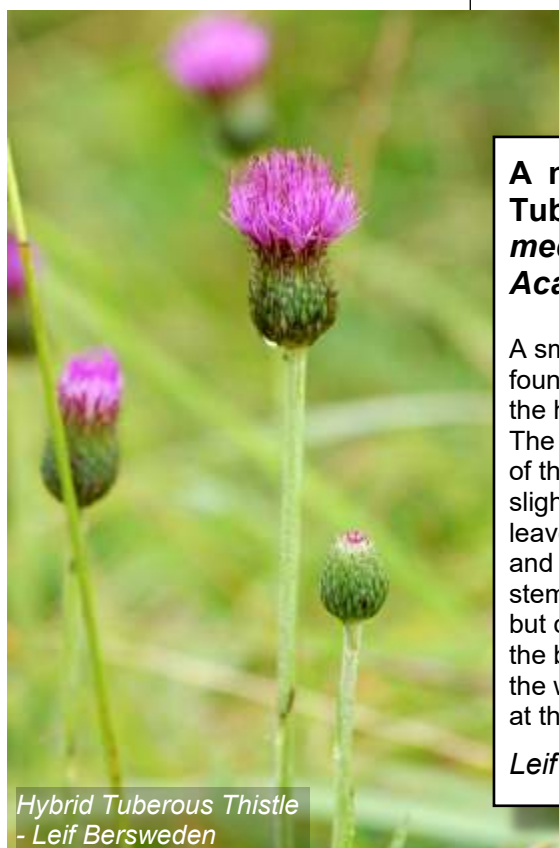 A
Tub
Aca
A sm
foun
the h
The
of th
sligh
leav
and
stem
but
the
the
at th
Leif
Hybrid Tuberous Thistle
- Leif Bersweden